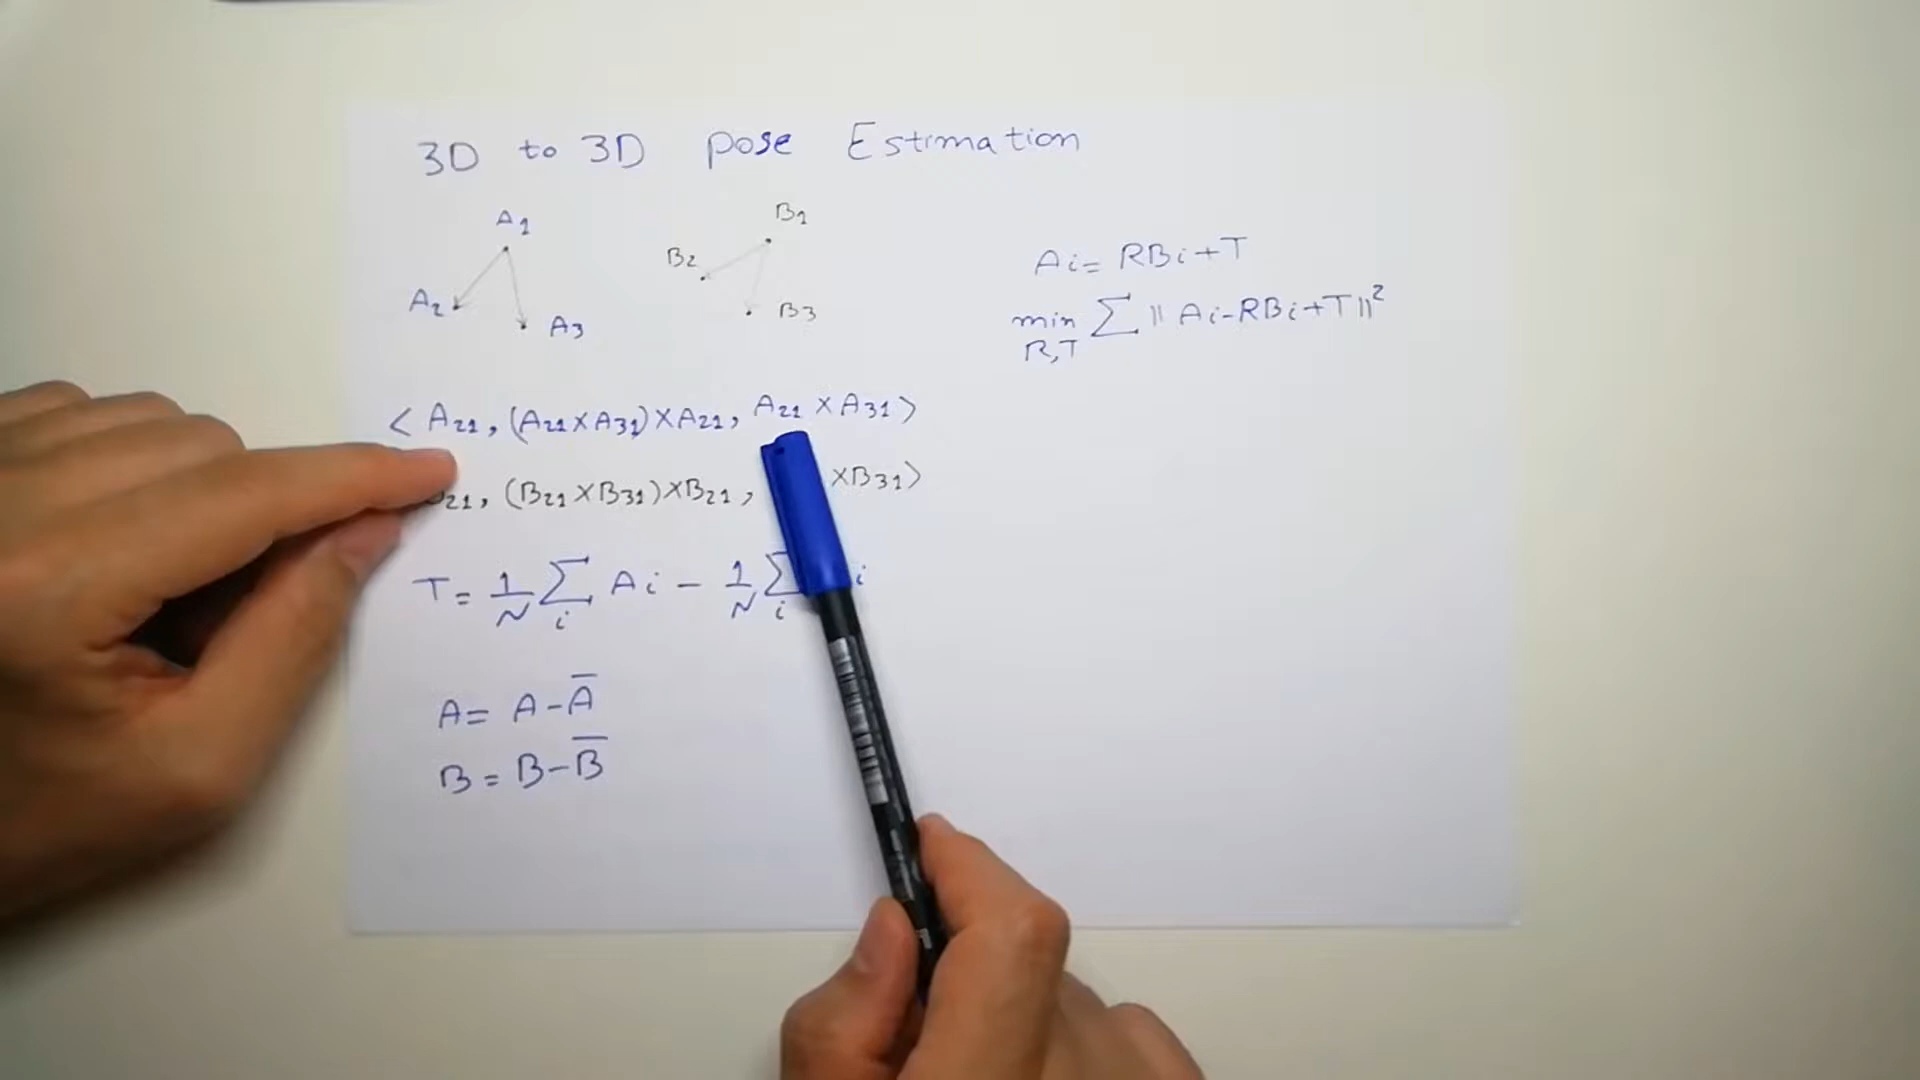 3D to 3D pose Estimation
A1
B1
B2
A2
A3
B3
Ai= RBi+T
min Σ || Ai-RBi+T ||²
R,T
< A21, (A21×A31)×A21, A21 ×A31>
21, (B21×B31)×B21, ×B31>
T= 1/N Σ i Ai - 1/N Σ i i
A= A-A̅
B= B-B̅